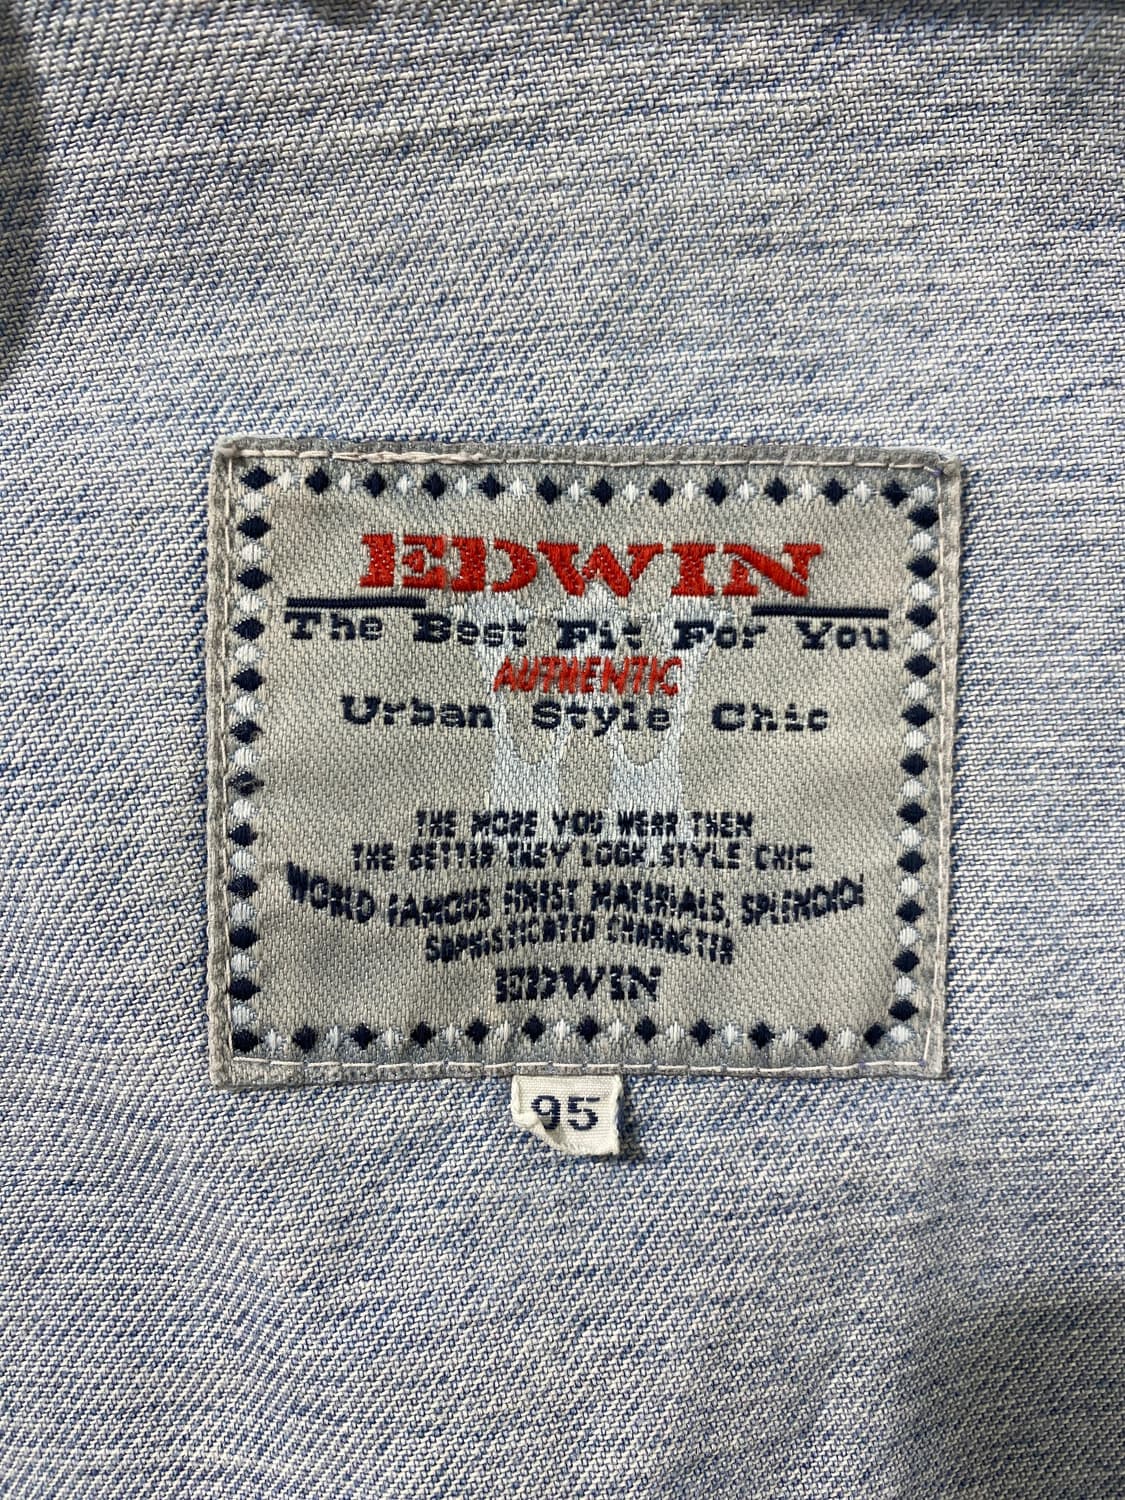 EDWIN
The Best Fit For You
AUTHENTIC
Urban Style Chic
THE MORE YOU WEAR THEM
THE BETTER THEY LOOK, STYLE CHIC
WORLD FAMOUS FINEST MATERIALS, SPLENDID
SOPHISTICATED CHARACTER
EDWIN
95